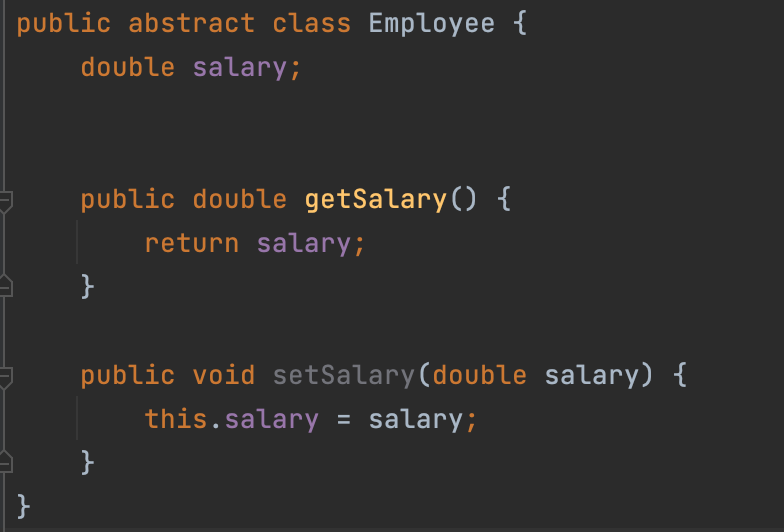 public abstract class Employee {
    double salary;
    public double getSalary() {
        return salary;
    }
    public void setSalary(double salary) {
        this.salary = salary;
    }
}